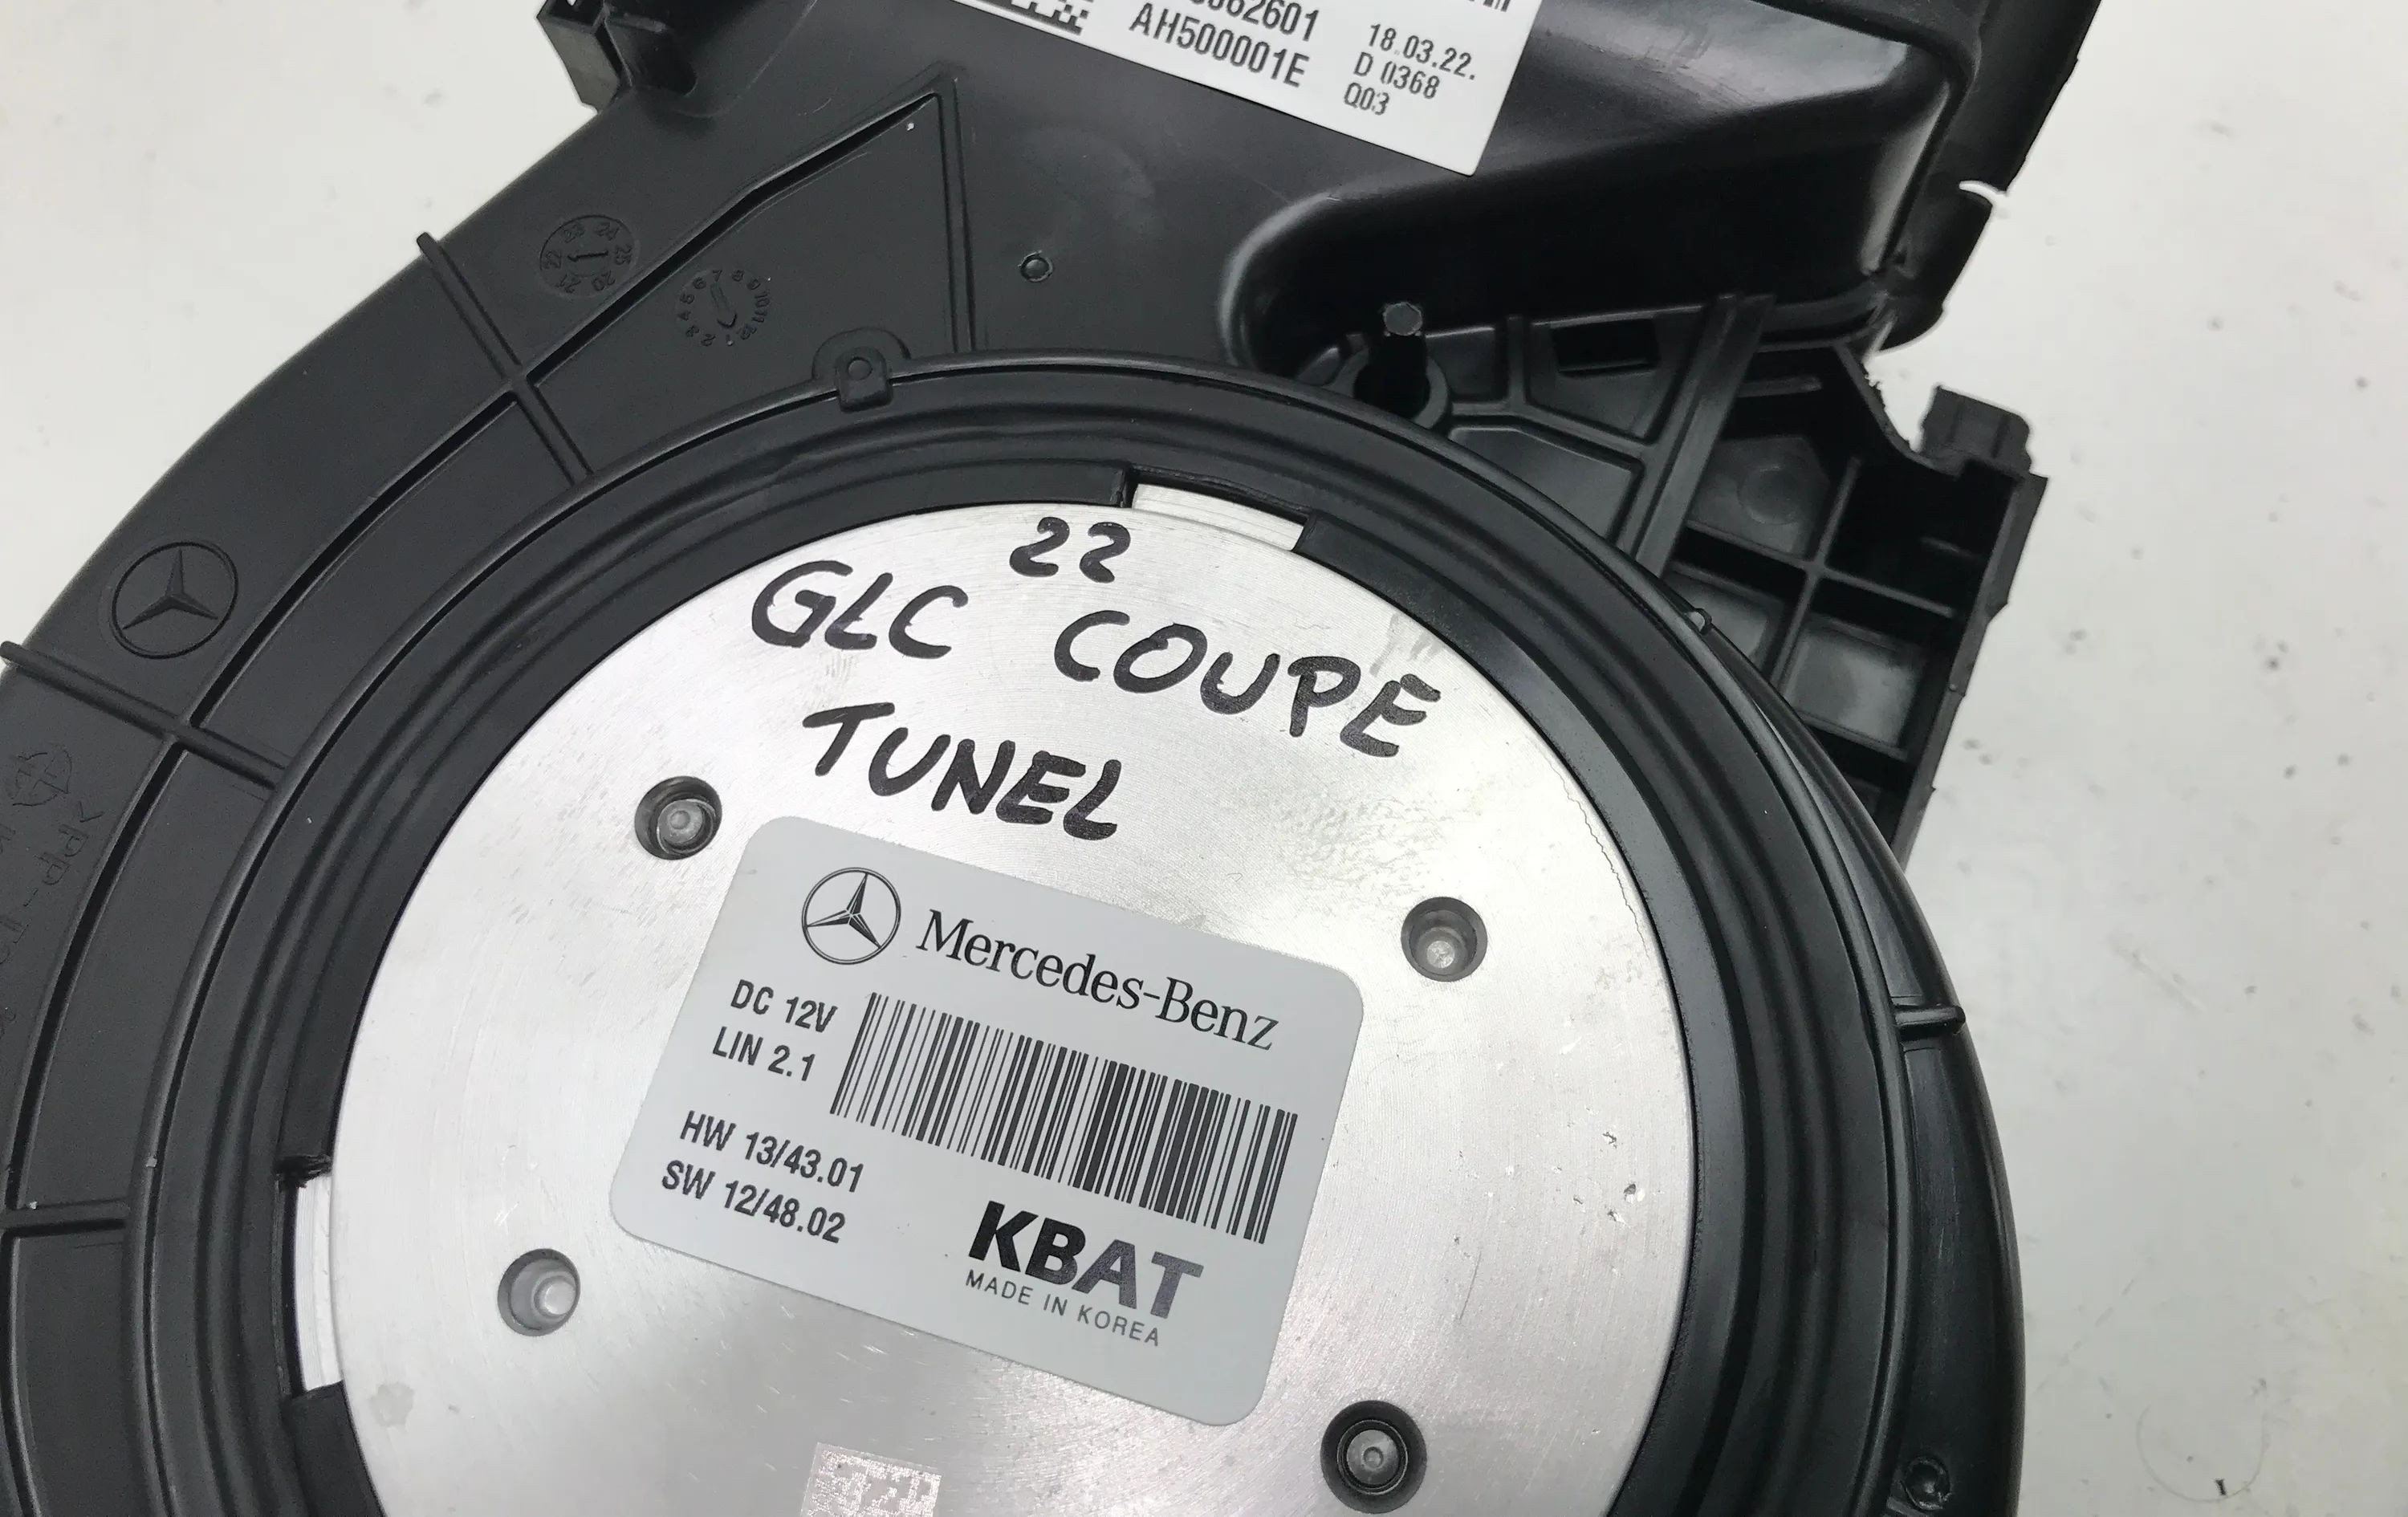 AH500001E
18.03.22.
D 0368
Q03
22
GLC COUPE
TUNEL
Mercedes-Benz
DC 12V
LIN 2.1
HW 13/43.01
SW 12/48.02
KBAT
MADE IN KOREA